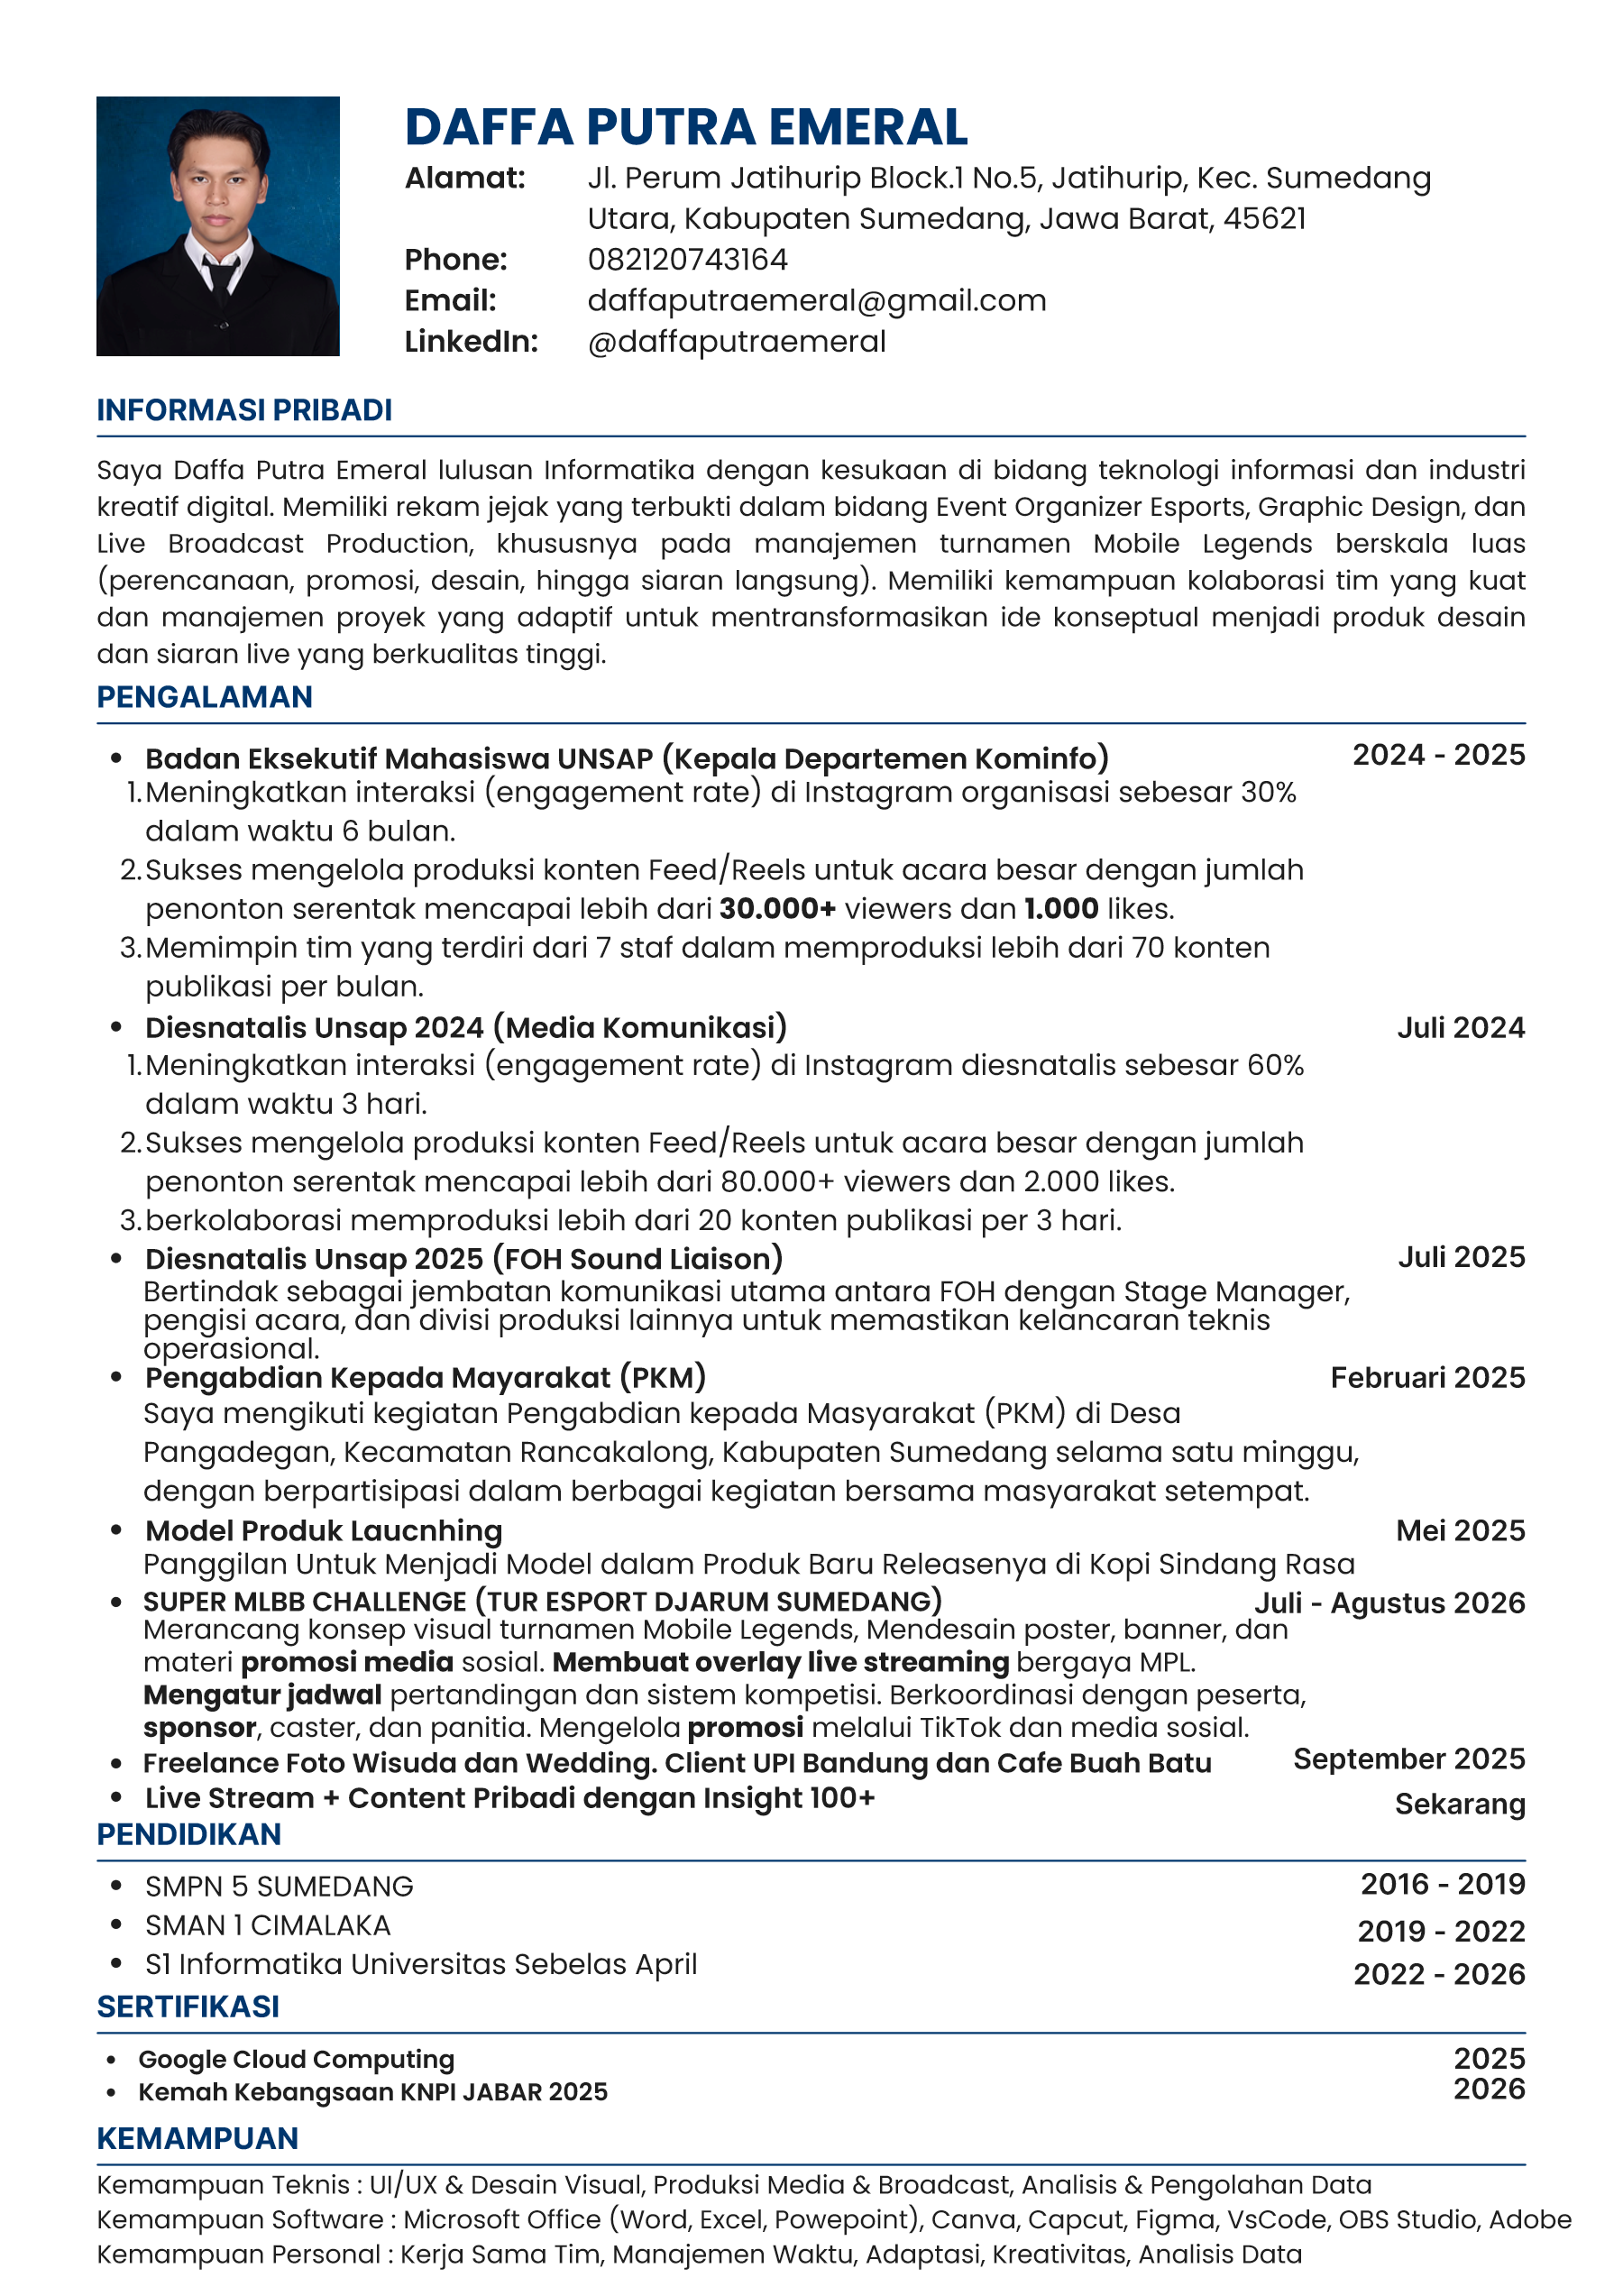 DAFFA PUTRA EMERAL
Alamat: Jl. Perum Jatihurip Block.1 No.5, Jatihurip, Kec. Sumedang
Utara, Kabupaten Sumedang, Jawa Barat, 45621
Phone: 082120743164
Email: daffaputraemeral@gmail.com
LinkedIn: @daffaputraemeral
INFORMASI PRIBADI
Saya Daffa Putra Emeral lulusan Informatika dengan kesukaan di bidang teknologi informasi dan industri
kreatif digital. Memiliki rekam jejak yang terbukti dalam bidang Event Organizer Esports, Graphic Design, dan
Live Broadcast Production, khususnya pada manajemen turnamen Mobile Legends berskala luas
(perencanaan, promosi, desain, hingga siaran langsung). Memiliki kemampuan kolaborasi tim yang kuat
dan manajemen proyek yang adaptif untuk mentransformasikan ide konseptual menjadi produk desain
dan siaran live yang berkualitas tinggi.
PENGALAMAN
• Badan Eksekutif Mahasiswa UNSAP (Kepala Departemen Kominfo) 2024 - 2025
1. Meningkatkan interaksi (engagement rate) di Instagram organisasi sebesar 30%
dalam waktu 6 bulan.
2. Sukses mengelola produksi konten Feed/Reels untuk acara besar dengan jumlah
penonton serentak mencapai lebih dari 30.000+ viewers dan 1.000 likes.
3. Memimpin tim yang terdiri dari 7 staf dalam memproduksi lebih dari 70 konten
publikasi per bulan.
• Diesnatalis Unsap 2024 (Media Komunikasi) Juli 2024
1. Meningkatkan interaksi (engagement rate) di Instagram diesnatalis sebesar 60%
dalam waktu 3 hari.
2. Sukses mengelola produksi konten Feed/Reels untuk acara besar dengan jumlah
penonton serentak mencapai lebih dari 80.000+ viewers dan 2.000 likes.
3. berkolaborasi memproduksi lebih dari 20 konten publikasi per 3 hari.
• Diesnatalis Unsap 2025 (FOH Sound Liaison) Juli 2025
Bertindak sebagai jembatan komunikasi utama antara FOH dengan Stage Manager,
pengisi acara, dan divisi produksi lainnya untuk memastikan kelancaran teknis
operasional.
• Pengabdian Kepada Mayarakat (PKM) Februari 2025
Saya mengikuti kegiatan Pengabdian kepada Masyarakat (PKM) di Desa
Pangadegan, Kecamatan Rancakalong, Kabupaten Sumedang selama satu minggu,
dengan berpartisipasi dalam berbagai kegiatan bersama masyarakat setempat.
• Model Produk Laucnhing Mei 2025
Panggilan Untuk Menjadi Model dalam Produk Baru Releasenya di Kopi Sindang Rasa
• SUPER MLBB CHALLENGE (TUR ESPORT DJARUM SUMEDANG) Juli - Agustus 2026
Merancang konsep visual turnamen Mobile Legends, Mendesain poster, banner, dan
materi promosi media sosial. Membuat overlay live streaming bergaya MPL.
Mengatur jadwal pertandingan dan sistem kompetisi. Berkoordinasi dengan peserta,
sponsor, caster, dan panitia. Mengelola promosi melalui TikTok dan media sosial.
• Freelance Foto Wisuda dan Wedding. Client UPI Bandung dan Cafe Buah Batu September 2025
• Live Stream + Content Pribadi dengan Insight 100+ Sekarang
PENDIDIKAN
• SMPN 5 SUMEDANG 2016 - 2019
• SMAN 1 CIMALAKA 2019 - 2022
• S1 Informatika Universitas Sebelas April 2022 - 2026
SERTIFIKASI
• Google Cloud Computing 2025
• Kemah Kebangsaan KNPI JABAR 2025 2026
KEMAMPUAN
Kemampuan Teknis : UI/UX & Desain Visual, Produksi Media & Broadcast, Analisis & Pengolahan Data
Kemampuan Software : Microsoft Office (Word, Excel, Powepoint), Canva, Capcut, Figma, VsCode, OBS Studio, Adobe
Kemampuan Personal : Kerja Sama Tim, Manajemen Waktu, Adaptasi, Kreativitas, Analisis Data